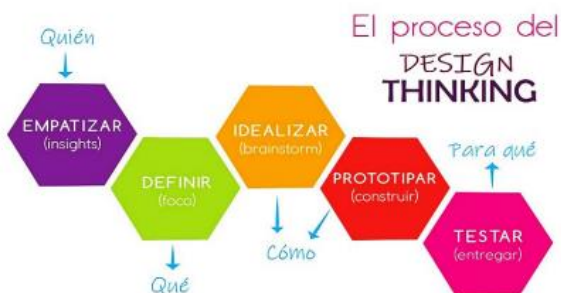 El proceso del
DESIGN
THINKING
Quién
EMPATIZAR
(insights)
DEFINIR
(foco)
Qué
IDEALIZAR
(brainstorm)
Cómo
PROTOTIPAR
(construir)
Para qué
TESTAR
(entregar)